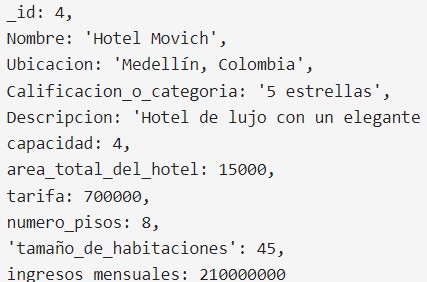 _id: 4,
Nombre: 'Hotel Movich',
Ubicacion: 'Medellín, Colombia',
Calificacion_o_categoria: '5 estrellas',
Descripcion: 'Hotel de lujo con un elegante
capacidad: 4,
area_total_del_hotel: 15000,
tarifa: 700000,
numero_pisos: 8,
'tamaño_de_habitaciones': 45,
ingresos_mensuales: 210000000